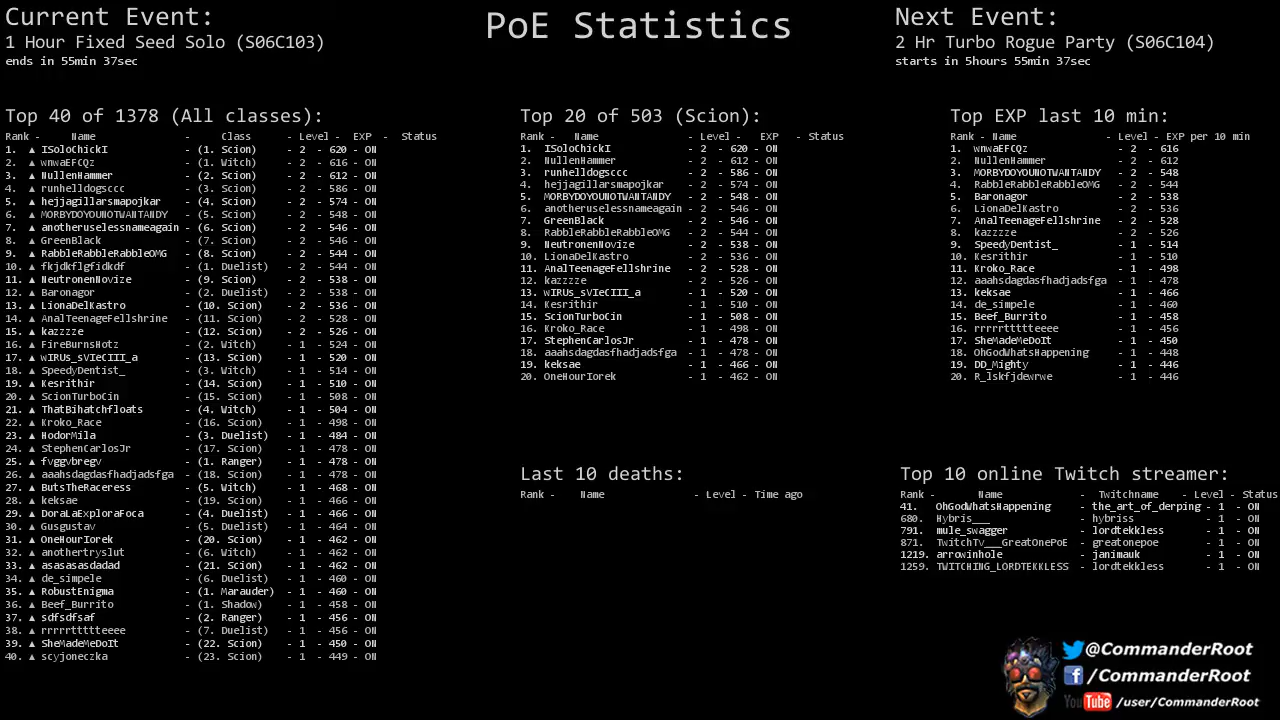 Current Event:
1 Hour Fixed Seed Solo (S06C103)
ends in 55min 37sec
PoE Statistics
Next Event:
2 Hr Turbo Rogue Party (S06C104)
starts in 5hours 55min 37sec
Top 40 of 1378 (All classes):
Rank - Name - Class - Level - EXP - Status
1. ▲ ISoloChickI - (1. Scion) - 2 - 620 - ON
2. ▲ wnwaEFCQz - (1. Witch) - 2 - 616 - ON
3. ▲ NullenHammer - (2. Scion) - 2 - 612 - ON
4. ▲ runhelldogsccc - (3. Scion) - 2 - 586 - ON
5. ▲ hejjagillarsmapojkar - (4. Scion) - 2 - 574 - ON
6. ▲ MORBYDOYOUNOTWANTANDY - (5. Scion) - 2 - 548 - ON
7. ▲ anotheruselessnameagain - (6. Scion) - 2 - 546 - ON
8. ▲ GreenBlack - (7. Scion) - 2 - 546 - ON
9. ▲ RabbleRabbleRabbleOMG - (8. Scion) - 2 - 544 - ON
10. ▲ fkjdkflgfidkdf - (1. Duelist) - 2 - 544 - ON
11. ▲ NeutronenNovize - (9. Scion) - 2 - 538 - ON
12. ▲ Baronagor - (2. Duelist) - 2 - 538 - ON
13. ▲ LionaDelKastro - (10. Scion) - 2 - 536 - ON
14. ▲ AnalTeenageFellshrine - (11. Scion) - 2 - 528 - ON
15. ▲ kazzzze - (12. Scion) - 2 - 526 - ON
16. ▲ FireBurnsHotz - (2. Witch) - 2 - 524 - ON
17. ▲ wIRUs_sVIeCIII_a - (13. Scion) - 1 - 520 - ON
18. ▲ SpeedyDentist_ - (3. Witch) - 1 - 514 - ON
19. ▲ Kesrithir - (14. Scion) - 1 - 510 - ON
20. ▲ ScionTurboCin - (15. Scion) - 1 - 508 - ON
21. ▲ ThatBihatchfloats - (4. Witch) - 1 - 504 - ON
22. ▲ Kroko_Race - (16. Scion) - 1 - 498 - ON
23. ▲ HodorMila - (3. Duelist) - 1 - 484 - ON
24. ▲ StephenCarlosJr - (17. Scion) - 1 - 478 - ON
25. ▲ fvggvbregv - (1. Ranger) - 1 - 478 - ON
26. ▲ aaahsdagdasfhadjadsfga - (18. Scion) - 1 - 478 - ON
27. ▲ ButsTheRaceress - (5. Witch) - 1 - 468 - ON
28. ▲ keksae - (19. Scion) - 1 - 466 - ON
29. ▲ DoraLaExploraFoca - (4. Duelist) - 1 - 466 - ON
30. ▲ Gusgustav - (5. Duelist) - 1 - 464 - ON
31. ▲ OneHourIorek - (20. Scion) - 1 - 462 - ON
32. ▲ anothertryslut - (6. Witch) - 1 - 462 - ON
33. ▲ asasasasdadad - (21. Scion) - 1 - 462 - ON
34. ▲ de_simpele - (6. Duelist) - 1 - 460 - ON
35. ▲ RobustEnigma - (1. Marauder) - 1 - 460 - ON
36. ▲ Beef_Burrito - (1. Shadow) - 1 - 458 - ON
37. ▲ sdfsdfsaf - (2. Ranger) - 1 - 456 - ON
38. ▲ rrrrrttttteeee - (7. Duelist) - 1 - 456 - ON
39. ▲ SheMadeMeDoIt - (22. Scion) - 1 - 450 - ON
40. ▲ scyjoneczka - (23. Scion) - 1 - 449 - ON
Top 20 of 503 (Scion):
Rank - Name - Level - EXP - Status
1. ISoloChickI - 2 - 620 - ON
2. NullenHammer - 2 - 612 - ON
3. runhelldogsccc - 2 - 586 - ON
4. hejjagillarsmapojkar - 2 - 574 - ON
5. MORBYDOYOUNOTWANTANDY - 2 - 548 - ON
6. anotheruselessnameagain - 2 - 546 - ON
7. GreenBlack - 2 - 546 - ON
8. RabbleRabbleRabbleOMG - 2 - 544 - ON
9. NeutronenNovize - 2 - 538 - ON
10. LionaDelKastro - 2 - 536 - ON
11. AnalTeenageFellshrine - 2 - 528 - ON
12. kazzzze - 2 - 526 - ON
13. wIRUs_sVIeCIII_a - 1 - 520 - ON
14. Kesrithir - 1 - 510 - ON
15. ScionTurboCin - 1 - 508 - ON
16. Kroko_Race - 1 - 498 - ON
17. StephenCarlosJr - 1 - 478 - ON
18. aaahsdagdasfhadjadsfga - 1 - 478 - ON
19. keksae - 1 - 466 - ON
20. OneHourIorek - 1 - 462 - ON
Top EXP last 10 min:
Rank - Name - Level - EXP per 10 min
1. wnwaEFCQz - 2 - 616
2. NullenHammer - 2 - 612
3. MORBYDOYOUNOTWANTANDY - 2 - 548
4. RabbleRabbleRabbleOMG - 2 - 544
5. Baronagor - 2 - 538
6. LionaDelKastro - 2 - 536
7. AnalTeenageFellshrine - 2 - 528
8. kazzzze - 2 - 526
9. SpeedyDentist_ - 1 - 514
10. Kesrithir - 1 - 510
11. Kroko_Race - 1 - 498
12. aaahsdagdasfhadjadsfga - 1 - 478
13. keksae - 1 - 466
14. de_simpele - 1 - 460
15. Beef_Burrito - 1 - 458
16. rrrrrttttteeee - 1 - 456
17. SheMadeMeDoIt - 1 - 450
18. OhGodWhatsHappening - 1 - 448
19. DD_Mighty - 1 - 446
20. R_lskfjdewrwe - 1 - 446
Last 10 deaths:
Rank - Name - Level - Time ago
Top 10 online Twitch streamer:
Rank - Name - Twitchname - Level - Status
41. OhGodWhatsHappening - the_art_of_derping - 1 - ON
680. Hybris___ - hybriss - 1 - ON
791. mule_swagger - lordtekkless - 1 - ON
871. TwitchTv___GreatOnePoE - greatonepoe - 1 - ON
1219. arrowinhole - janimauk - 1 - ON
1259. TWITCHING_LORDTEKKLESS - lordtekkless - 1 - ON
@CommanderRoot
/CommanderRoot
YouTube /user/CommanderRoot